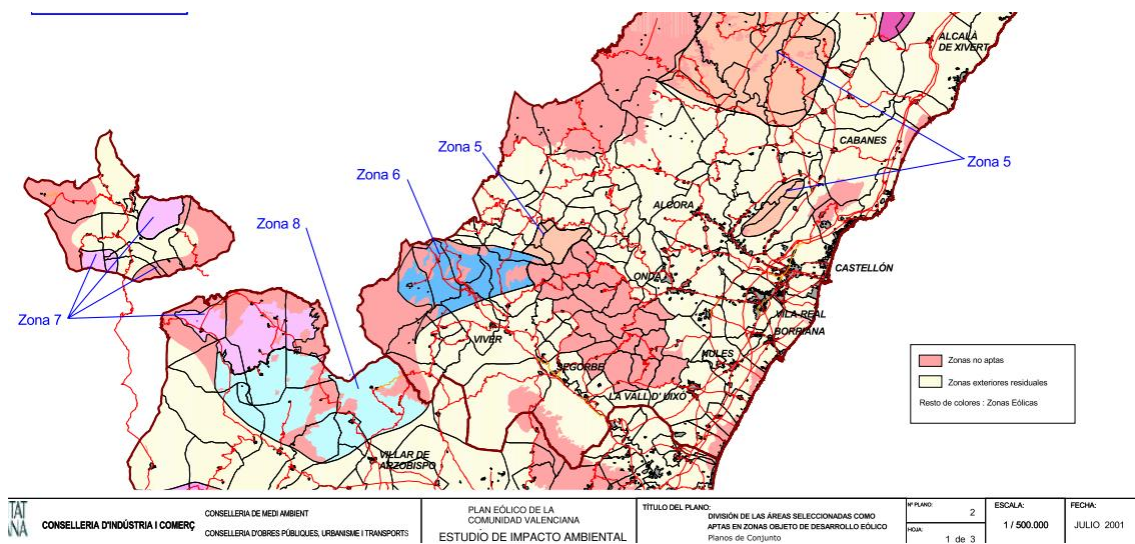 ALCALÀ
DE XIVERT
CABANES
Zona 5
Zona 5
Zona 6
ALCORA
Zona 8
ONDA
CASTELLÓN
Zona 7
VILA-REAL
BORRIANA
VIVER
NULES
SEGORBE
LA VALL D' UIXÓ
VILLAR DE
ARZOBISPO
Zonas no aptas
Zonas exteriores residuales
Resto de colores : Zonas Eólicas
TAT
ANA
CONSELLERIA D'INDÚSTRIA I COMERÇ
CONSELLERIA DE MEDI AMBIENT
CONSELLERIA D'OBRES PÚBLIQUES, URBANISME I TRANSPORTS
PLAN EÓLICO DE LA
COMUNIDAD VALENCIANA
ESTUDIO DE IMPACTO AMBIENTAL
TÍTULO DEL PLANO:
DIVISIÓN DE LAS ÁREAS SELECCIONADAS COMO
APTAS EN ZONAS OBJETO DE DESARROLLO EÓLICO
Planos de Conjunto
Nº PLANO:
2
HOJA:
1 de 3
ESCALA:
1 / 500.000
FECHA:
JULIO 2001